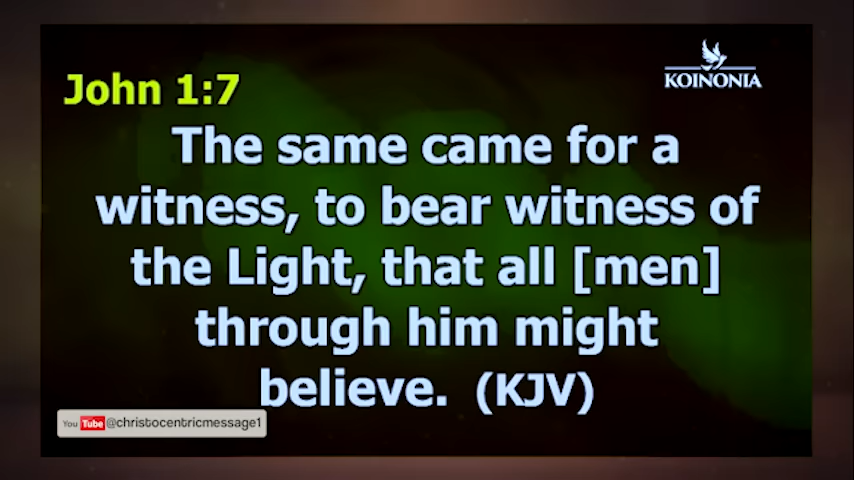 KOINONIA
John 1:7
The same came for a
witness, to bear witness of
the Light, that all [men]
through him might
believe. (KJV)
You Tube @christocentricmessage1